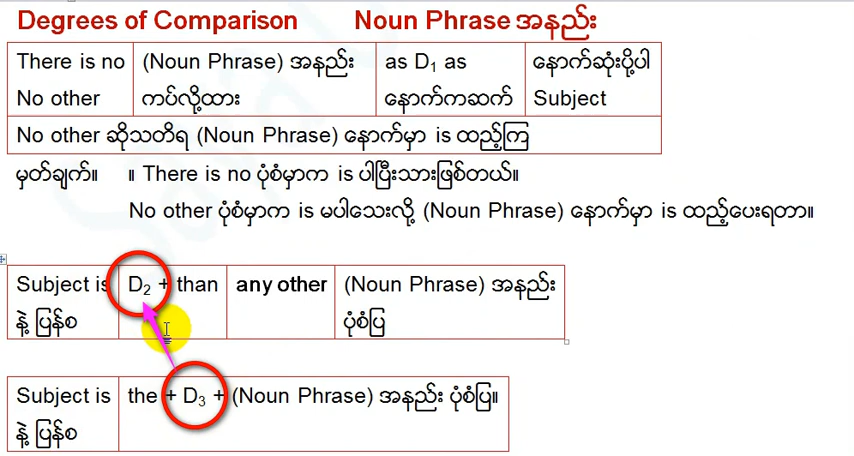 Degrees of Comparison Noun Phrase အနည်း
There is no (Noun Phrase) အနည်း as D₁ as နောက်ဆုံးပို့ပါ
No other ကပ်လို့ထား နောက်ကဆက် Subject
No other ဆိုသတိရ (Noun Phrase) နောက်မှာ is ထည့်ကြ
မှတ်ချက်။ ။ There is no ပုံစံမှာက is ပါပြီးသားဖြစ်တယ်။
No other ပုံစံမှာက is မပါသေးလို့ (Noun Phrase) နောက်မှာ is ထည့်ပေးရတာ။
Subject is D₂ + than any other (Noun Phrase) အနည်း
နဲ့ ပြန်စ ပုံစံပြ
Subject is the + D₃ + (Noun Phrase) အနည်း ပုံစံပြ။
နဲ့ ပြန်စ